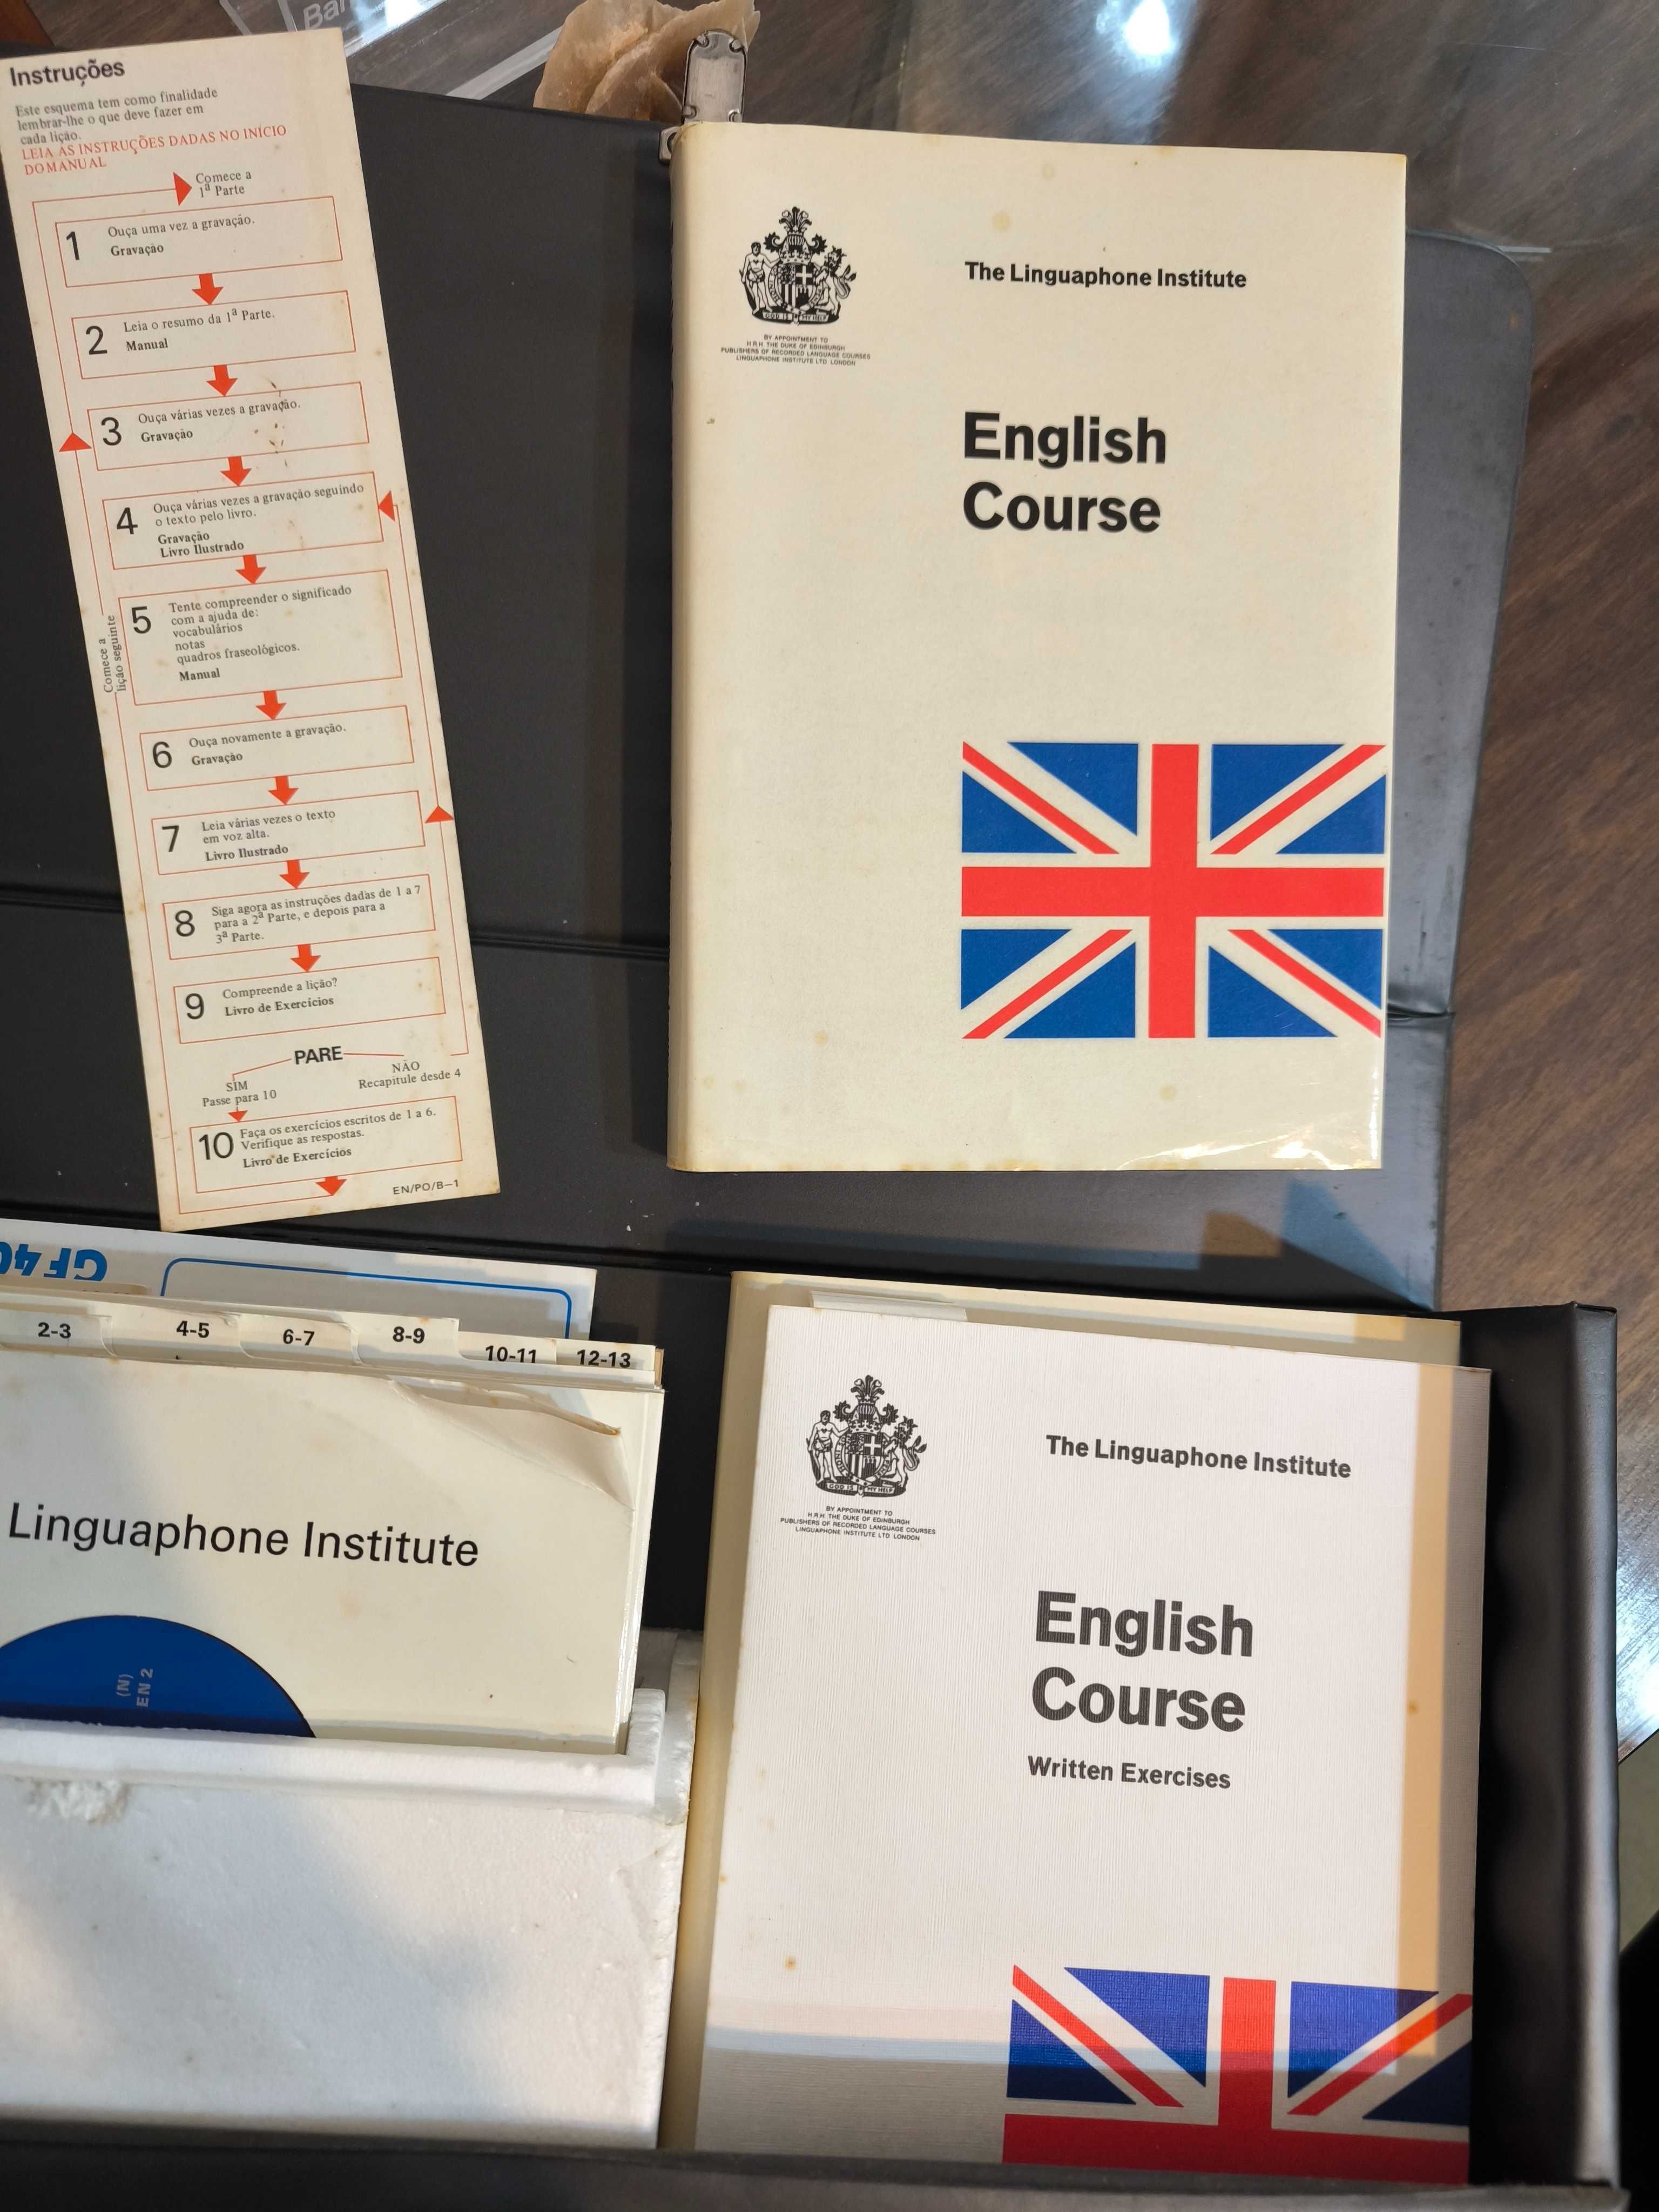 Instruções
Este esquema tem como finalidade
lembrar-lhe o que deve fazer em
cada lição.
LEIA AS INSTRUÇÕES DADAS NO INÍCIO
DO MANUAL
Comece a
1ª Parte
1
Ouça uma vez a gravação.
Gravação
2
Leia o resumo da 1ª Parte.
Manual
3
Ouça várias vezes a gravação.
Gravação
4
Ouça várias vezes a gravação seguindo
o texto pelo livro.
Gravação
Livro Ilustrado
5
Tente compreender o significado
com a ajuda de:
vocabulários
notas
quadros fraseológicos.
Manual
Comece a
lição seguinte
6
Ouça novamente a gravação.
Gravação
7
Leia várias vezes o texto
em voz alta.
Livro Ilustrado
8
Siga agora as instruções dadas de 1 a 7
para a 2ª Parte, e depois para a
3ª Parte.
9
Compreende a lição?
Livro de Exercícios
PARE
SIM
Passe para 10
NÃO
Recapitule desde 4
10
Faça os exercícios escritos de 1 a 6.
Verifique as respostas.
Livro de Exercícios
EN/PO/B–1
The Linguaphone Institute
GOD IS MY HELP
BY APPOINTMENT TO
H.R.H. THE DUKE OF EDINBURGH
PUBLISHERS OF RECORDED LANGUAGE COURSES
LINGUAPHONE INSTITUTE LTD LONDON
English
Course
2-3
4-5
6-7
8-9
10-11
12-13
Linguaphone Institute
(N)
EN 2
The Linguaphone Institute
GOD IS MY HELP
BY APPOINTMENT TO
H.R.H. THE DUKE OF EDINBURGH
PUBLISHERS OF RECORDED LANGUAGE COURSES
LINGUAPHONE INSTITUTE LTD LONDON
English
Course
Written Exercises